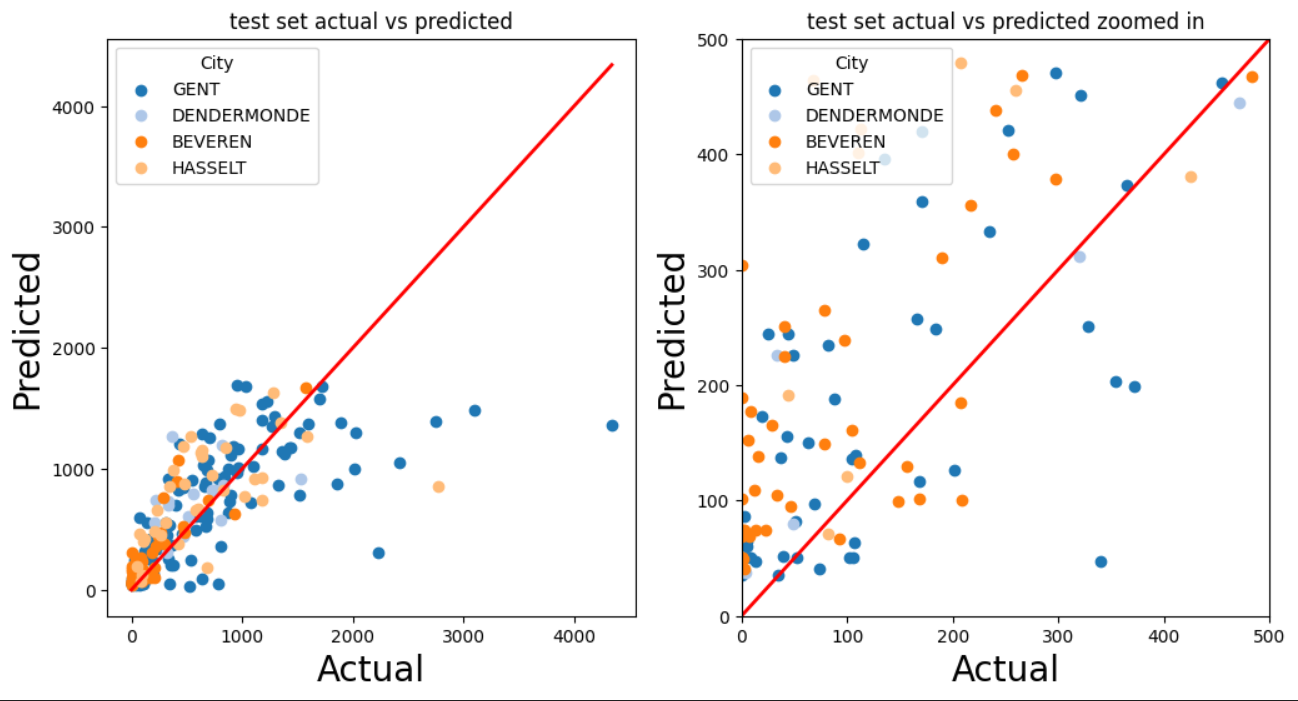 test set actual vs predicted
City
GENT
DENDERMONDE
BEVEREN
HASSELT
4000
3000
2000
1000
0
Predicted
0 1000 2000 3000 4000
Actual
test set actual vs predicted zoomed in
City
GENT
DENDERMONDE
BEVEREN
HASSELT
500
400
300
200
100
0
Predicted
0 100 200 300 400 500
Actual